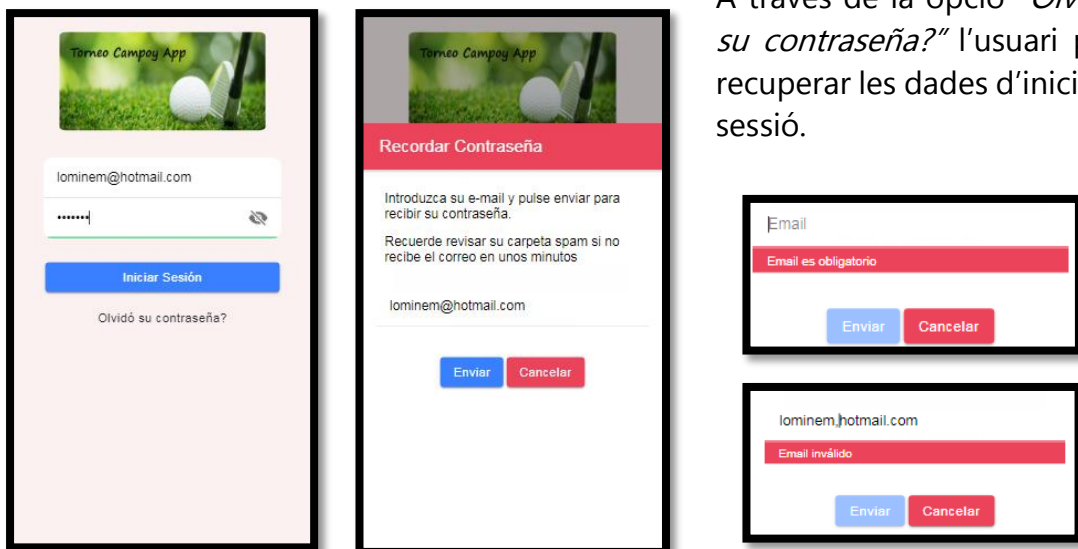 Torneo Campoy App
lominem@hotmail.com
•••••••
Iniciar Sesión
Olvidó su contraseña?
Torneo Campoy App
Recordar Contraseña
Introduzca su e-mail y pulse enviar para
recibir su contraseña.
Recuerde revisar su carpeta spam si no
recibe el correo en unos minutos
lominem@hotmail.com
Enviar Cancelar
A través de la opció
su contraseña?" l'usuari
recuperar les dades d'inici
sessió.
Email
Email es obligatorio
Enviar Cancelar
lominem,hotmail.com
Email inválido
Enviar Cancelar